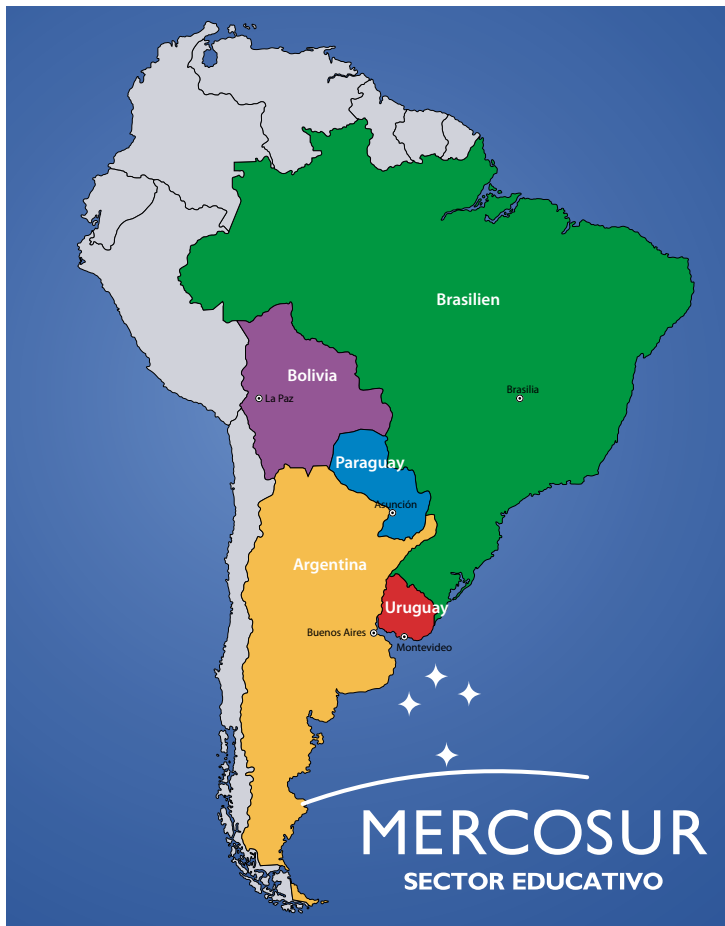 Brasilien
Bolivia
Brasilia
La Paz
Paraguay
Asunción
Argentina
Uruguay
Buenos Aires
Montevideo
MERCOSUR
SECTOR EDUCATIVO